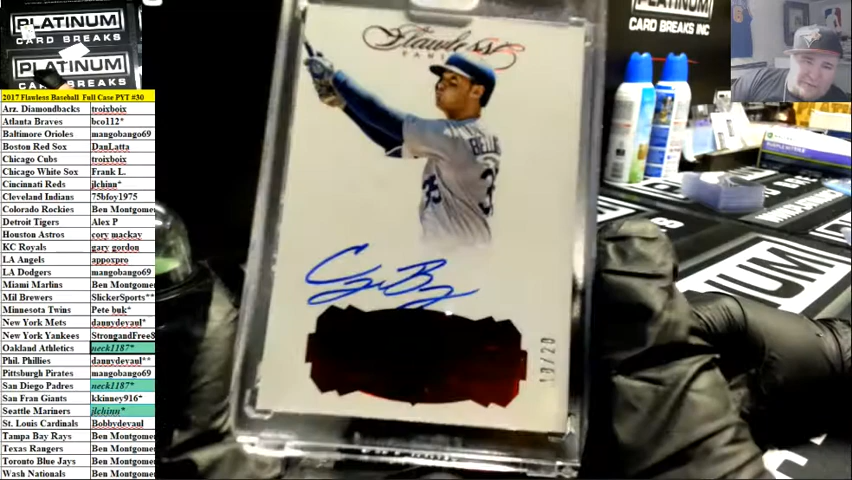 PLATINUM
CARD BREAKS
PLATINUM
2017 Flawless Baseball Full Case PYT #30
Arz. Diamondbacks troixboix
Atlanta Braves bco112*
Baltimore Orioles mangobango69
Boston Red Sox DanLatta
Chicago Cubs troixboix
Chicago White Sox Frank L.
Cincinnati Reds jlchinn*
Cleveland Indians 75bfoy1975
Colorado Rockies Ben Montgome
Detroit Tigers Alex P
Houston Astros cory mackay
KC Royals gary gordon
LA Angels appoxpro
LA Dodgers mangobango69
Miami Marlins Ben Montgome
Mil Brewers SlickerSports**
Minnesota Twins Pete buk*
New York Mets dannydevaul*
New York Yankees StrongandFree8
Oakland Athletics neck1187*
Phil. Phillies dannydevaul**
Pittsburgh Pirates mangobango69
San Diego Padres neck1187*
San Fran Giants kkinney916*
Seattle Mariners jlchinn*
St. Louis Cardinals Bobbydevaul
Tampa Bay Rays Ben Montgome
Texas Rangers Ben Montgome
Toronto Blue Jays Ben Montgome
Wash Nationals Ben Montgome
Flawless
PANINI
35
PLATINUM
CARD BREAKS INC